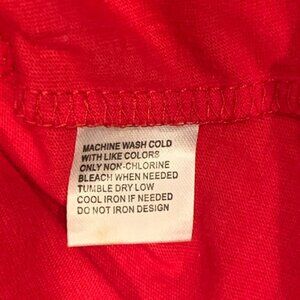 MACHINE WASH COLD
WITH LIKE COLORS
ONLY NON-CHLORINE
BLEACH WHEN NEEDED
TUMBLE DRY LOW
COOL IRON IF NEEDED
DO NOT IRON DESIGN